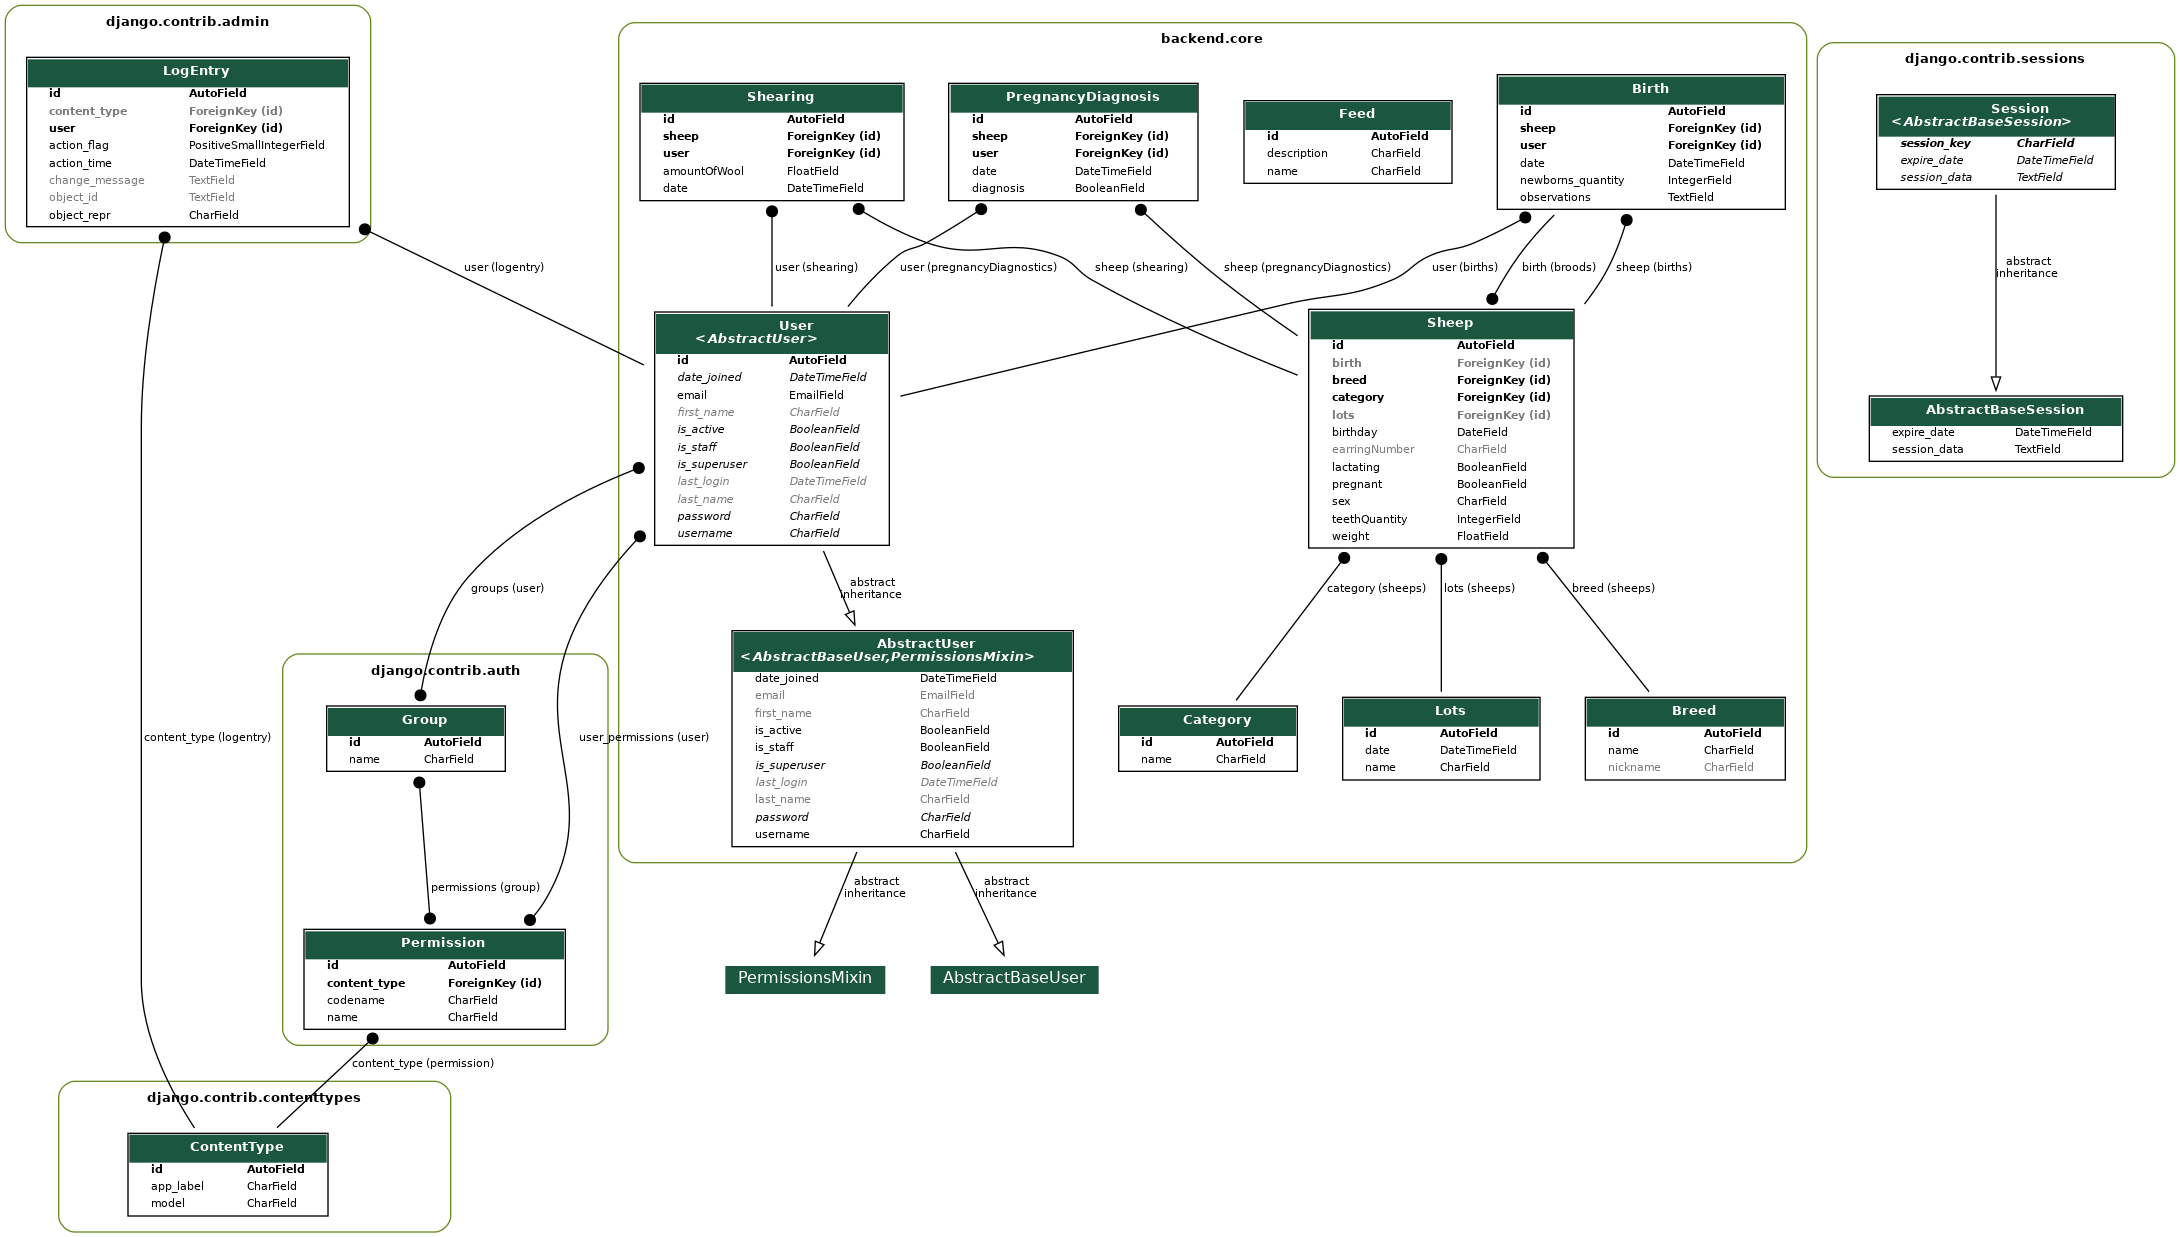 django.contrib.admin
LogEntry
id AutoField
content_type ForeignKey (id)
user ForeignKey (id)
action_flag PositiveSmallIntegerField
action_time DateTimeField
change_message TextField
object_id TextField
object_repr CharField
backend.core
Shearing
id AutoField
sheep ForeignKey (id)
user ForeignKey (id)
amountOfWool FloatField
date DateTimeField
PregnancyDiagnosis
id AutoField
sheep ForeignKey (id)
user ForeignKey (id)
date DateTimeField
diagnosis BooleanField
Feed
id AutoField
description CharField
name CharField
Birth
id AutoField
sheep ForeignKey (id)
user ForeignKey (id)
date DateTimeField
newborns_quantity IntegerField
observations TextField
django.contrib.sessions
Session
<AbstractBaseSession>
session_key CharField
expire_date DateTimeField
session_data TextField
user (logentry)
user (shearing)
user (pregnancyDiagnostics)
sheep (shearing)
sheep (pregnancyDiagnostics)
user (births)
birth (broods)
sheep (births)
abstract
inheritance
User
<AbstractUser>
id AutoField
date_joined DateTimeField
email EmailField
first_name CharField
is_active BooleanField
is_staff BooleanField
is_superuser BooleanField
last_login DateTimeField
last_name CharField
password CharField
username CharField
Sheep
id AutoField
birth ForeignKey (id)
breed ForeignKey (id)
category ForeignKey (id)
lots ForeignKey (id)
birthday DateField
earringNumber CharField
lactating BooleanField
pregnant BooleanField
sex CharField
teethQuantity IntegerField
weight FloatField
AbstractBaseSession
expire_date DateTimeField
session_data TextField
groups (user)
abstract
inheritance
category (sheeps)
lots (sheeps)
breed (sheeps)
django.contrib.auth
Group
id AutoField
name CharField
content_type (logentry)
user_permissions (user)
AbstractUser
<AbstractBaseUser,PermissionsMixin>
date_joined DateTimeField
email EmailField
first_name CharField
is_active BooleanField
is_staff BooleanField
is_superuser BooleanField
last_login DateTimeField
last_name CharField
password CharField
username CharField
Category
id AutoField
name CharField
Lots
id AutoField
date DateTimeField
name CharField
Breed
id AutoField
name CharField
nickname CharField
permissions (group)
abstract
inheritance
abstract
inheritance
Permission
id AutoField
content_type ForeignKey (id)
codename CharField
name CharField
PermissionsMixin
AbstractBaseUser
content_type (permission)
django.contrib.contenttypes
ContentType
id AutoField
app_label CharField
model CharField